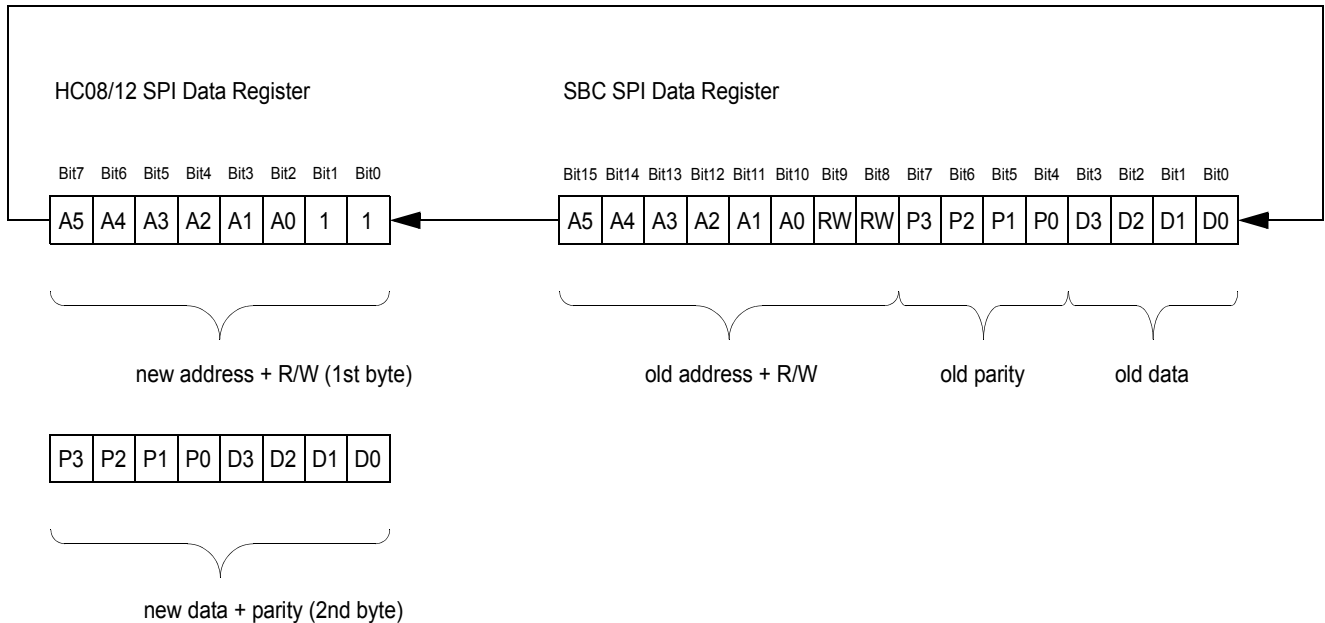 HC08/12 SPI Data Register
SBC SPI Data Register
Bit7 Bit6 Bit5 Bit4 Bit3 Bit2 Bit1 Bit0
Bit15 Bit14 Bit13 Bit12 Bit11 Bit10 Bit9 Bit8 Bit7 Bit6 Bit5 Bit4 Bit3 Bit2 Bit1 Bit0
A5 A4 A3 A2 A1 A0 1 1
A5 A4 A3 A2 A1 A0 RW RW P3 P2 P1 P0 D3 D2 D1 D0
new address + R/W (1st byte)
old address + R/W
old parity
old data
P3 P2 P1 P0 D3 D2 D1 D0
new data + parity (2nd byte)